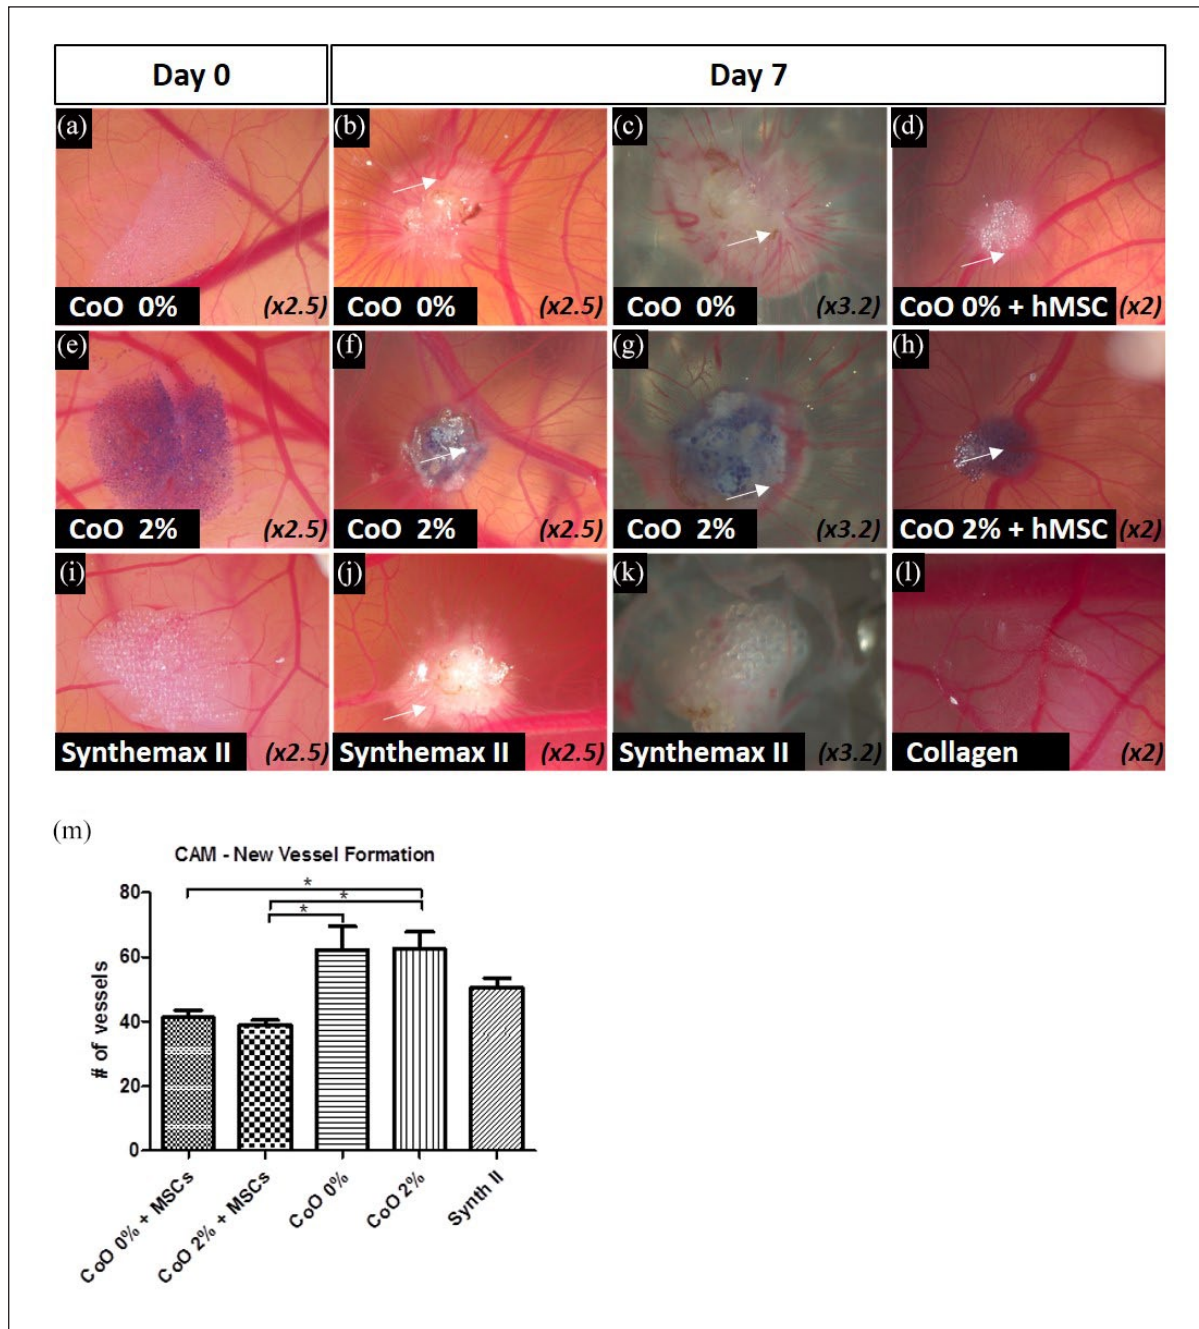 Day 0
Day 7
(a)
(b)
(c)
(d)
CoO 0%
(x2.5)
CoO 0%
(x2.5)
CoO 0%
(x3.2)
CoO 0% + hMSC
(x2)
(e)
(f)
(g)
(h)
CoO 2%
(x2.5)
CoO 2%
(x2.5)
CoO 2%
(x3.2)
CoO 2% + hMSC
(x2)
(i)
(j)
(k)
(l)
Synthemax II
(x2.5)
Synthemax II
(x2.5)
Synthemax II
(x3.2)
Collagen
(x2)
(m)
CAM - New Vessel Formation
# of vessels
80
60
40
20
0
*
*
*
CoO 0% + MSCs
CoO 2% + MSCs
CoO 0%
CoO 2%
Synth II